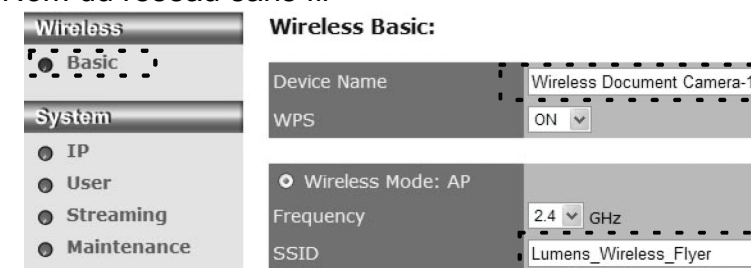 Wireless
Basic
System
IP
User
Streaming
Maintenance
Wireless Basic:
Device Name Wireless Document Camera-1
WPS ON
Wireless Mode: AP
Frequency 2.4 GHz
SSID Lumens_Wireless_Flyer